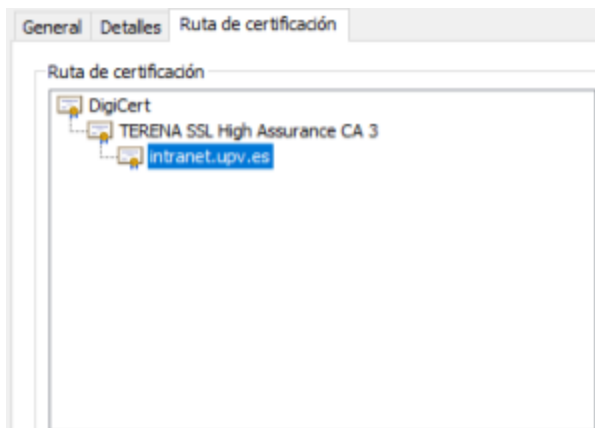 General Detalles Ruta de certificación
Ruta de certificación
DigiCert
TERENA SSL High Assurance CA 3
intranet.upv.es